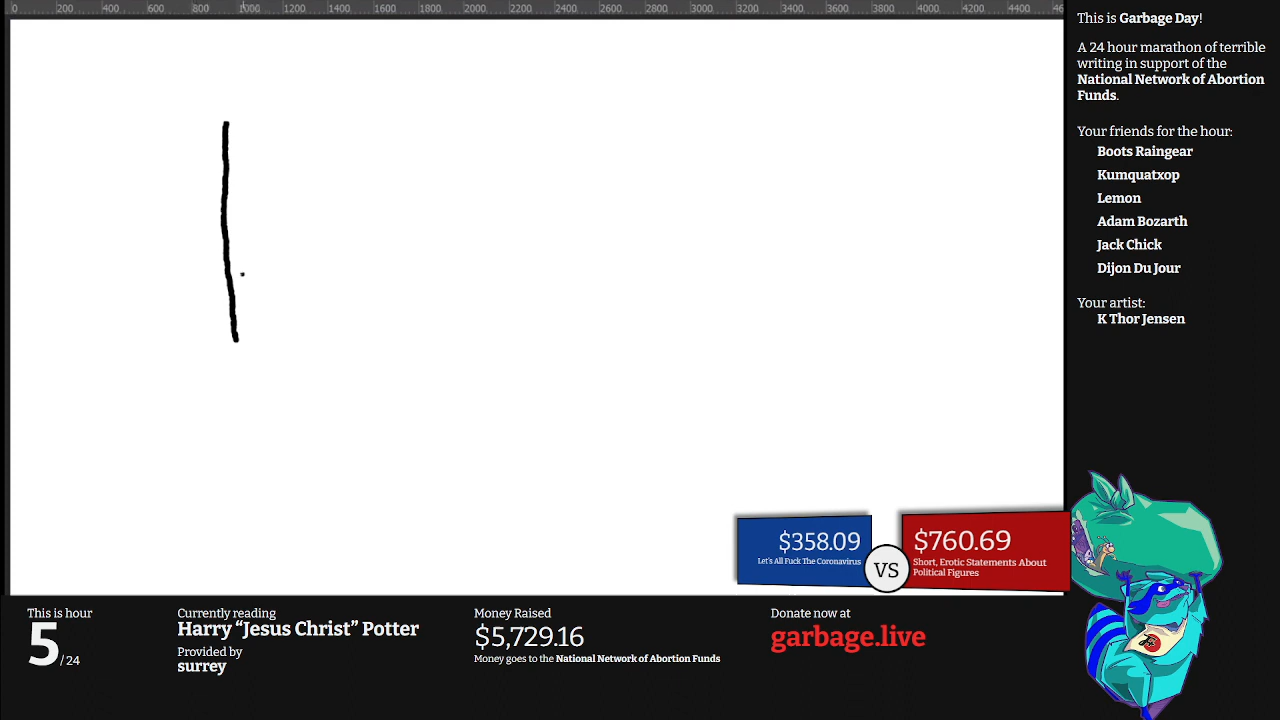 0 200 400 600 800 1000 1200 1400 1600 1800 2000 2200 2400 2600 2800 3000 3200 3400 3600 3800 4000 4200 4400 46
This is Garbage Day!
A 24 hour marathon of terrible
writing in support of the
National Network of Abortion
Funds.
Your friends for the hour:
Boots Raingear
Kumquatxop
Lemon
Adam Bozarth
Jack Chick
Dijon Du Jour
Your artist:
K Thor Jensen
$358.09
Let's All Fuck The Coronavirus
VS
$760.69
Short, Erotic Statements About
Political Figures
This is hour
5/24
Currently reading
Harry “Jesus Christ” Potter
Provided by
surrey
Money Raised
$5,729.16
Money goes to the National Network of Abortion Funds
Donate now at
garbage.live